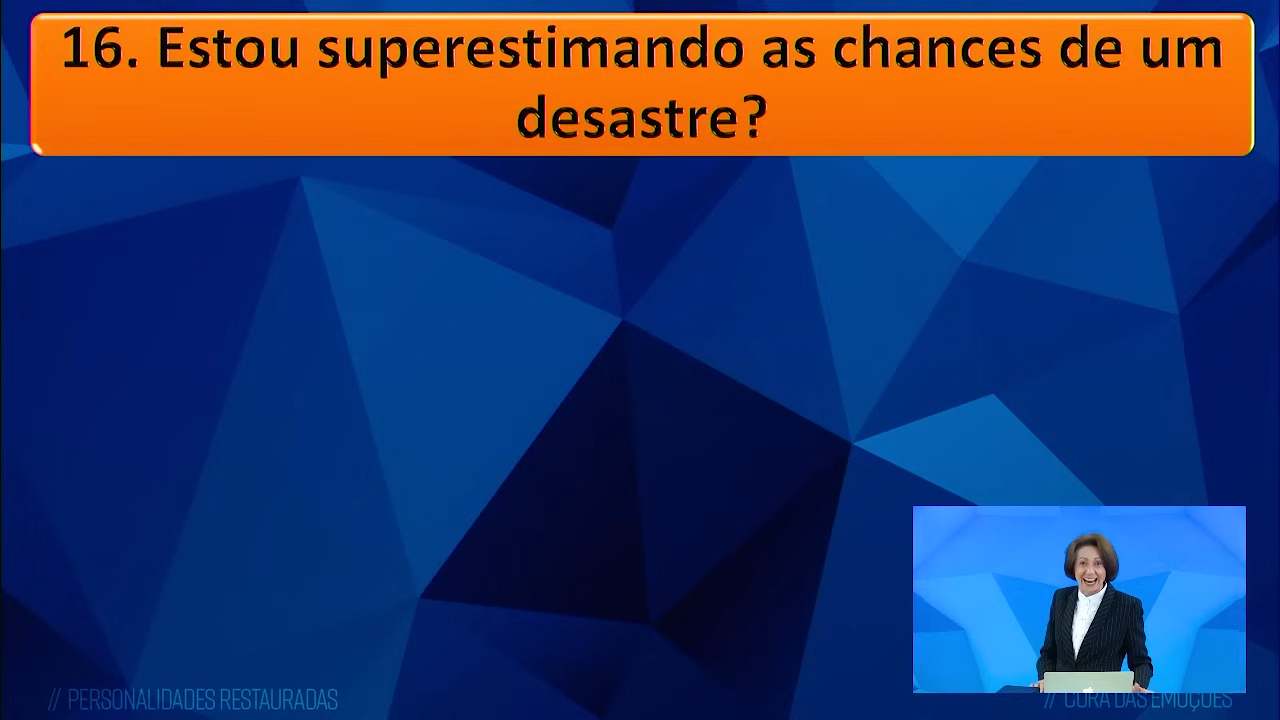 16. Estou superestimando as chances de um
desastre?
// PERSONALIDADES RESTAURADAS
// CURA DAS EMOÇÕES